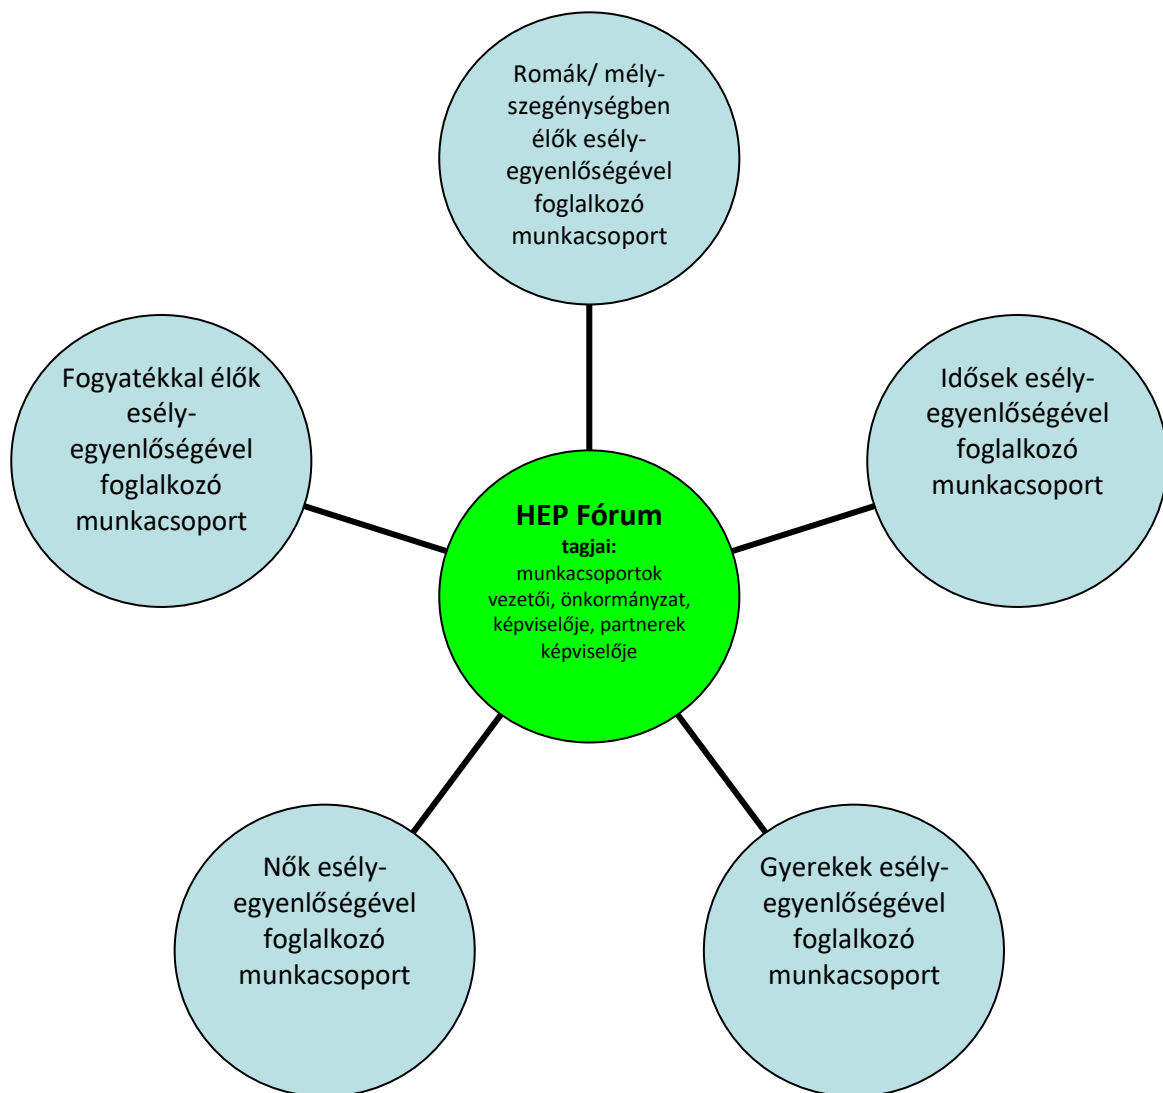 Romák/ mély-
szegénységben
élők esély-
egyenlőségével
foglalkozó
munkacsoport
Fogyatékkal élők
esély-
egyenlőségével
foglalkozó
munkacsoport
Idősek esély-
egyenlőségével
foglalkozó
munkacsoport
HEP Fórum
tagjai:
munkacsoportok
vezetői, önkormányzat,
képviselője, partnerek
képviselője
Nők esély-
egyenlőségével
foglalkozó
munkacsoport
Gyerekek esély-
egyenlőségével
foglalkozó
munkacsoport